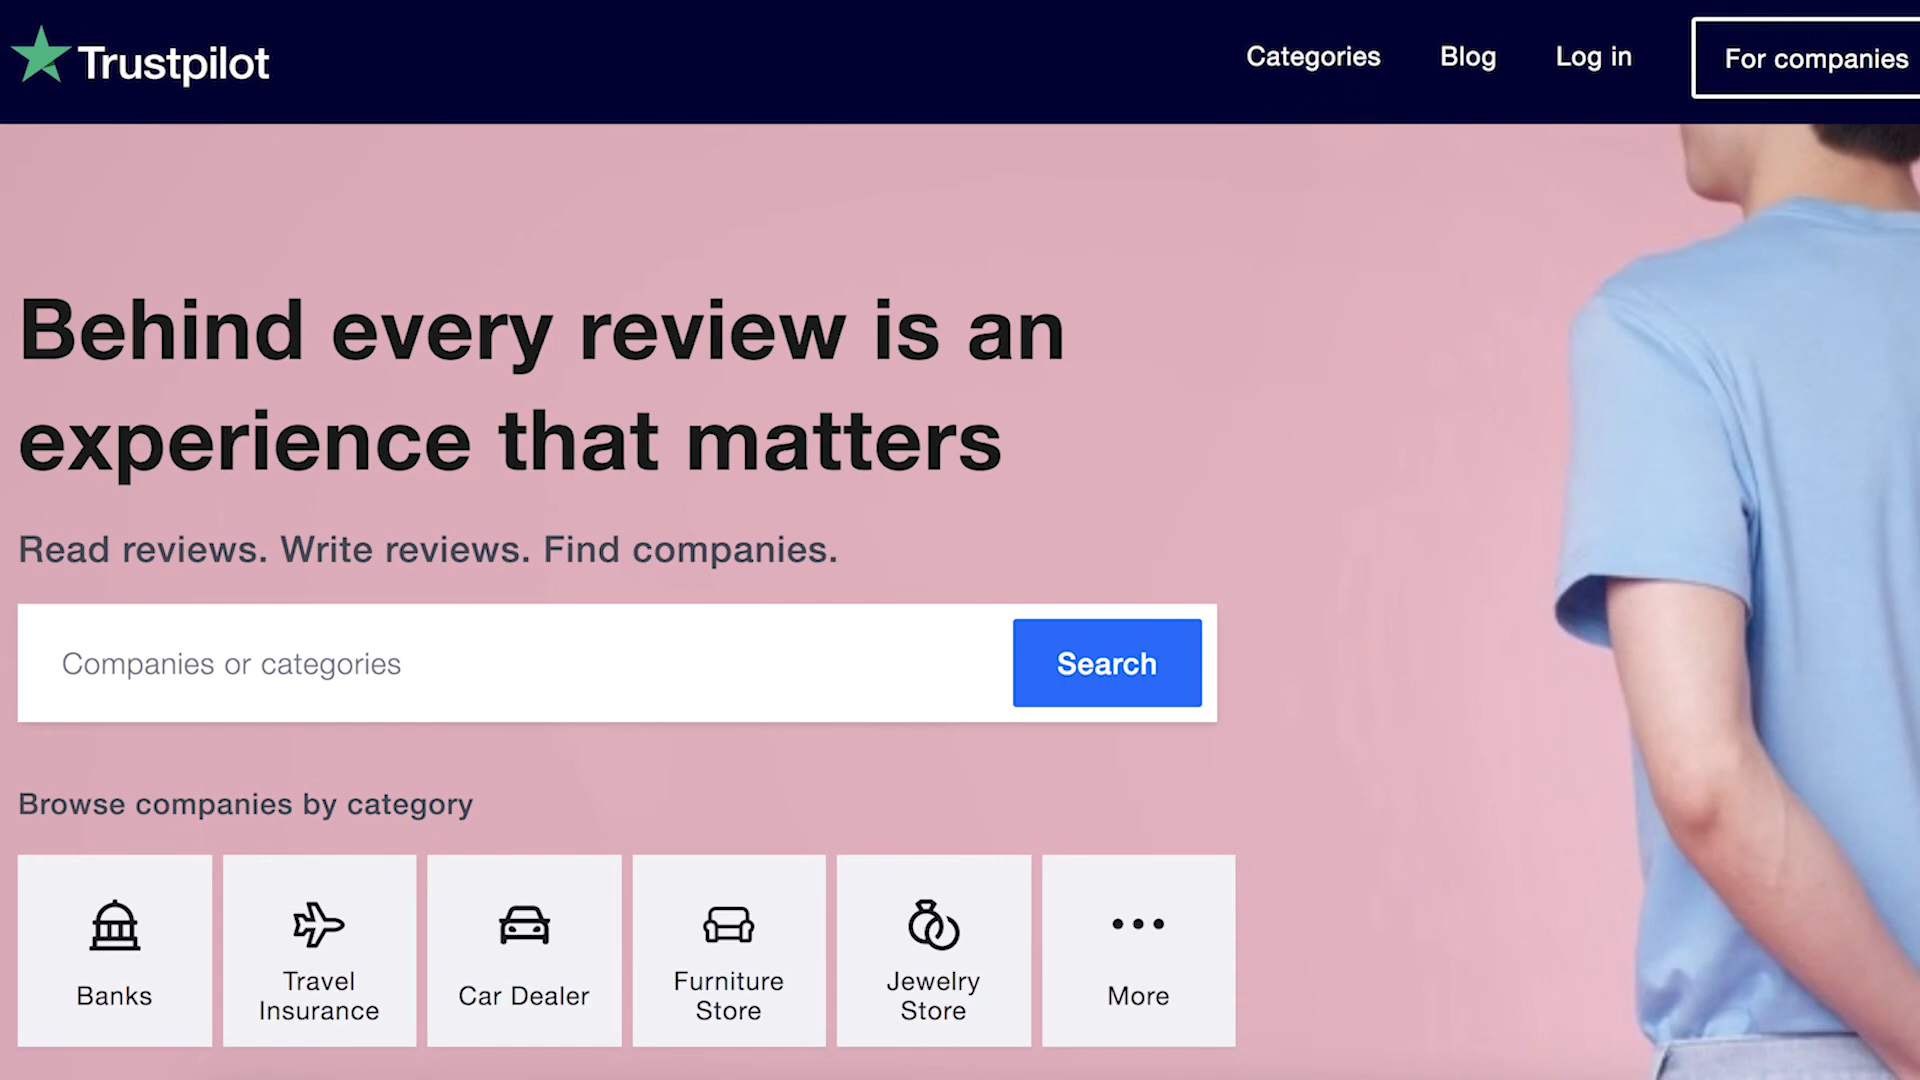 Trustpilot
Categories
Blog
Log in
For companies
Behind every review is an
experience that matters
Read reviews. Write reviews. Find companies.
Companies or categories
Search
Browse companies by category
Banks
Travel
Insurance
Car Dealer
Furniture
Store
Jewelry
Store
More